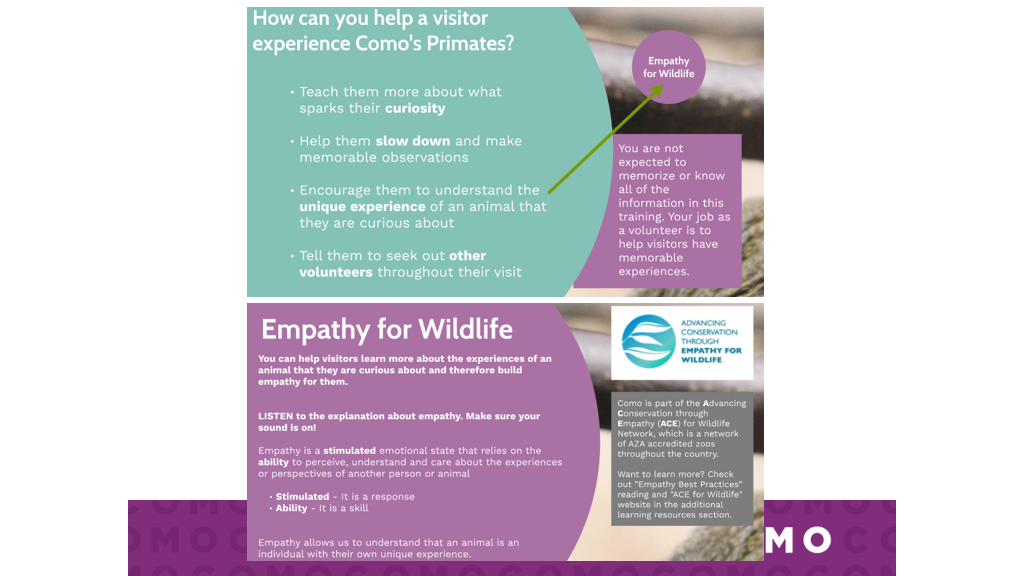 How can you help a visitor
experience Como's Primates?
• Teach them more about what
sparks their curiosity
• Help them slow down and make
memorable observations
• Encourage them to understand the
unique experience of an animal that
they are curious about
• Tell them to seek out other
volunteers throughout their visit
Empathy
for Wildlife
You are not
expected to
memorize or know
all of the
information in this
training. Your job as
a volunteer is to
help visitors have
memorable
experiences.
Empathy for Wildlife
You can help visitors learn more about the experiences of an
animal that they are curious about and therefore build
empathy for them.
LISTEN to the explanation about empathy. Make sure your
sound is on!
Empathy is a stimulated emotional state that relies on the
ability to perceive, understand and care about the experiences
or perspectives of another person or animal
• Stimulated - It is a response
• Ability - It is a skill
Empathy allows us to understand that an animal is an
individual with their own unique experience.
ADVANCING
CONSERVATION
THROUGH
EMPATHY FOR
WILDLIFE
Como is part of the Advancing
Conservation through
Empathy (ACE) for Wildlife
Network, which is a network
of AZA accredited zoos
throughout the country.
Want to learn more? Check
out "Empathy Best Practices"
reading and "ACE for Wildlife"
website in the additional
learning resources section.
MO